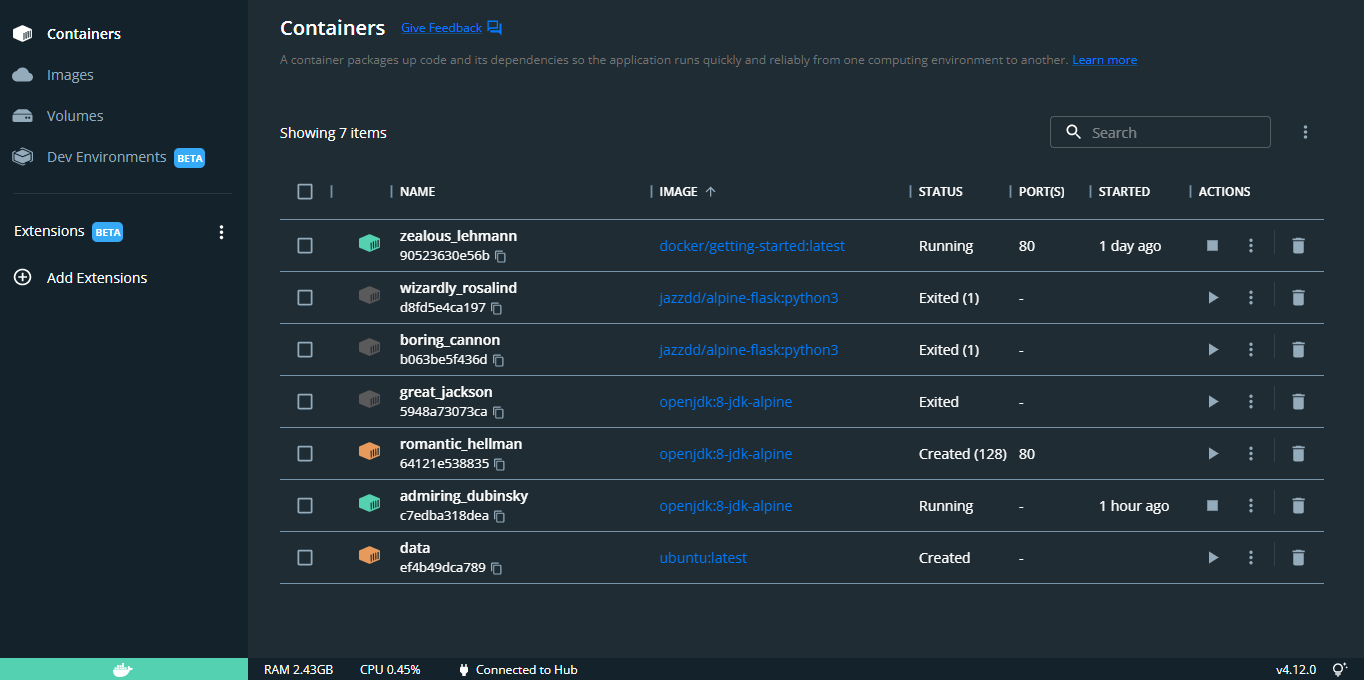 Containers
Images
Volumes
Dev Environments BETA
Extensions BETA
Add Extensions
Containers Give Feedback
A container packages up code and its dependencies so the application runs quickly and reliably from one computing environment to another. Learn more
Showing 7 items
Search
NAME IMAGE STATUS PORT(S) STARTED ACTIONS
zealous_lehmann
90523630e56b docker/getting-started:latest Running 80 1 day ago
wizardly_rosalind
d8fd5e4ca197 jazzdd/alpine-flask:python3 Exited (1) -
boring_cannon
b063be5f436d jazzdd/alpine-flask:python3 Exited (1) -
great_jackson
5948a73073ca openjdk:8-jdk-alpine Exited -
romantic_hellman
64121e538835 openjdk:8-jdk-alpine Created (128) 80
admiring_dubinsky
c7edba318dea openjdk:8-jdk-alpine Running - 1 hour ago
data
ef4b49dca789 ubuntu:latest Created -
RAM 2.43GB CPU 0.45% Connected to Hub v4.12.0